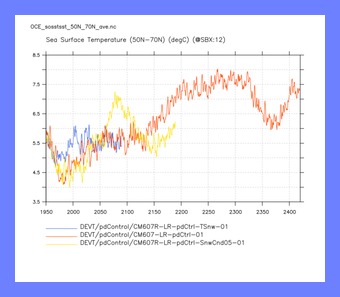 OCE_sosstsst_50N_70N_ave.nc
Sea Surface Temperature (50N-70N) (degC) (@SBX:12)
8.5
7.5
6.5
5.5
4.5
3.5
1950 2000 2050 2100 2150 2200 2250 2300 2350 2400
DEVT/pdControl/CM607R-LR-pdCtrl-TSnw-01
DEVT/pdControl/CM607-LR-pdCtrl-01
DEVT/pdControl/CM607R-LR-pdCtrl-SnwCnd05-01